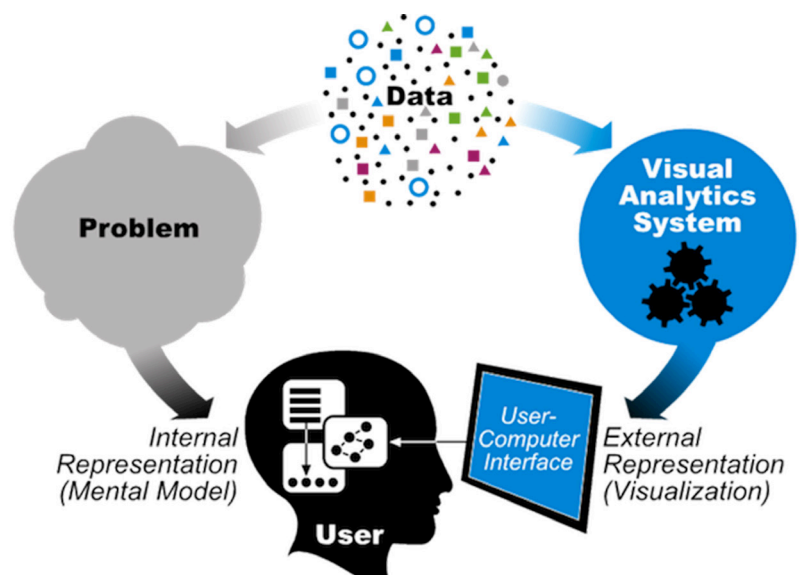 Data
Problem
Visual
Analytics
System
Internal
Representation
(Mental Model)
User
User-
Computer
Interface
External
Representation
(Visualization)